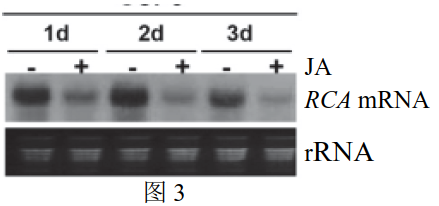 1d 2d 3d
- + - + - + JA
RCA mRNA
rRNA
图 3